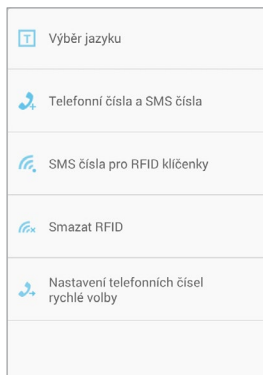 Výběr jazyku
Telefonní čísla a SMS čísla
SMS čísla pro RFID klíčenky
Smazat RFID
Nastavení telefonních čísel
rychlé volby